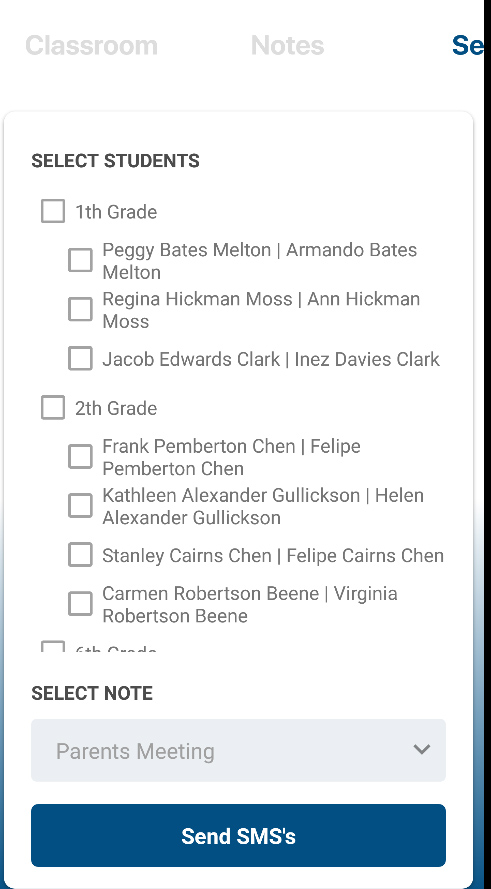 Classroom Notes Se
SELECT STUDENTS
1th Grade
Peggy Bates Melton | Armando Bates
Melton
Regina Hickman Moss | Ann Hickman
Moss
Jacob Edwards Clark | Inez Davies Clark
2th Grade
Frank Pemberton Chen | Felipe
Pemberton Chen
Kathleen Alexander Gullickson | Helen
Alexander Gullickson
Stanley Cairns Chen | Felipe Cairns Chen
Carmen Robertson Beene | Virginia
Robertson Beene
6th Grade
SELECT NOTE
Parents Meeting
Send SMS's